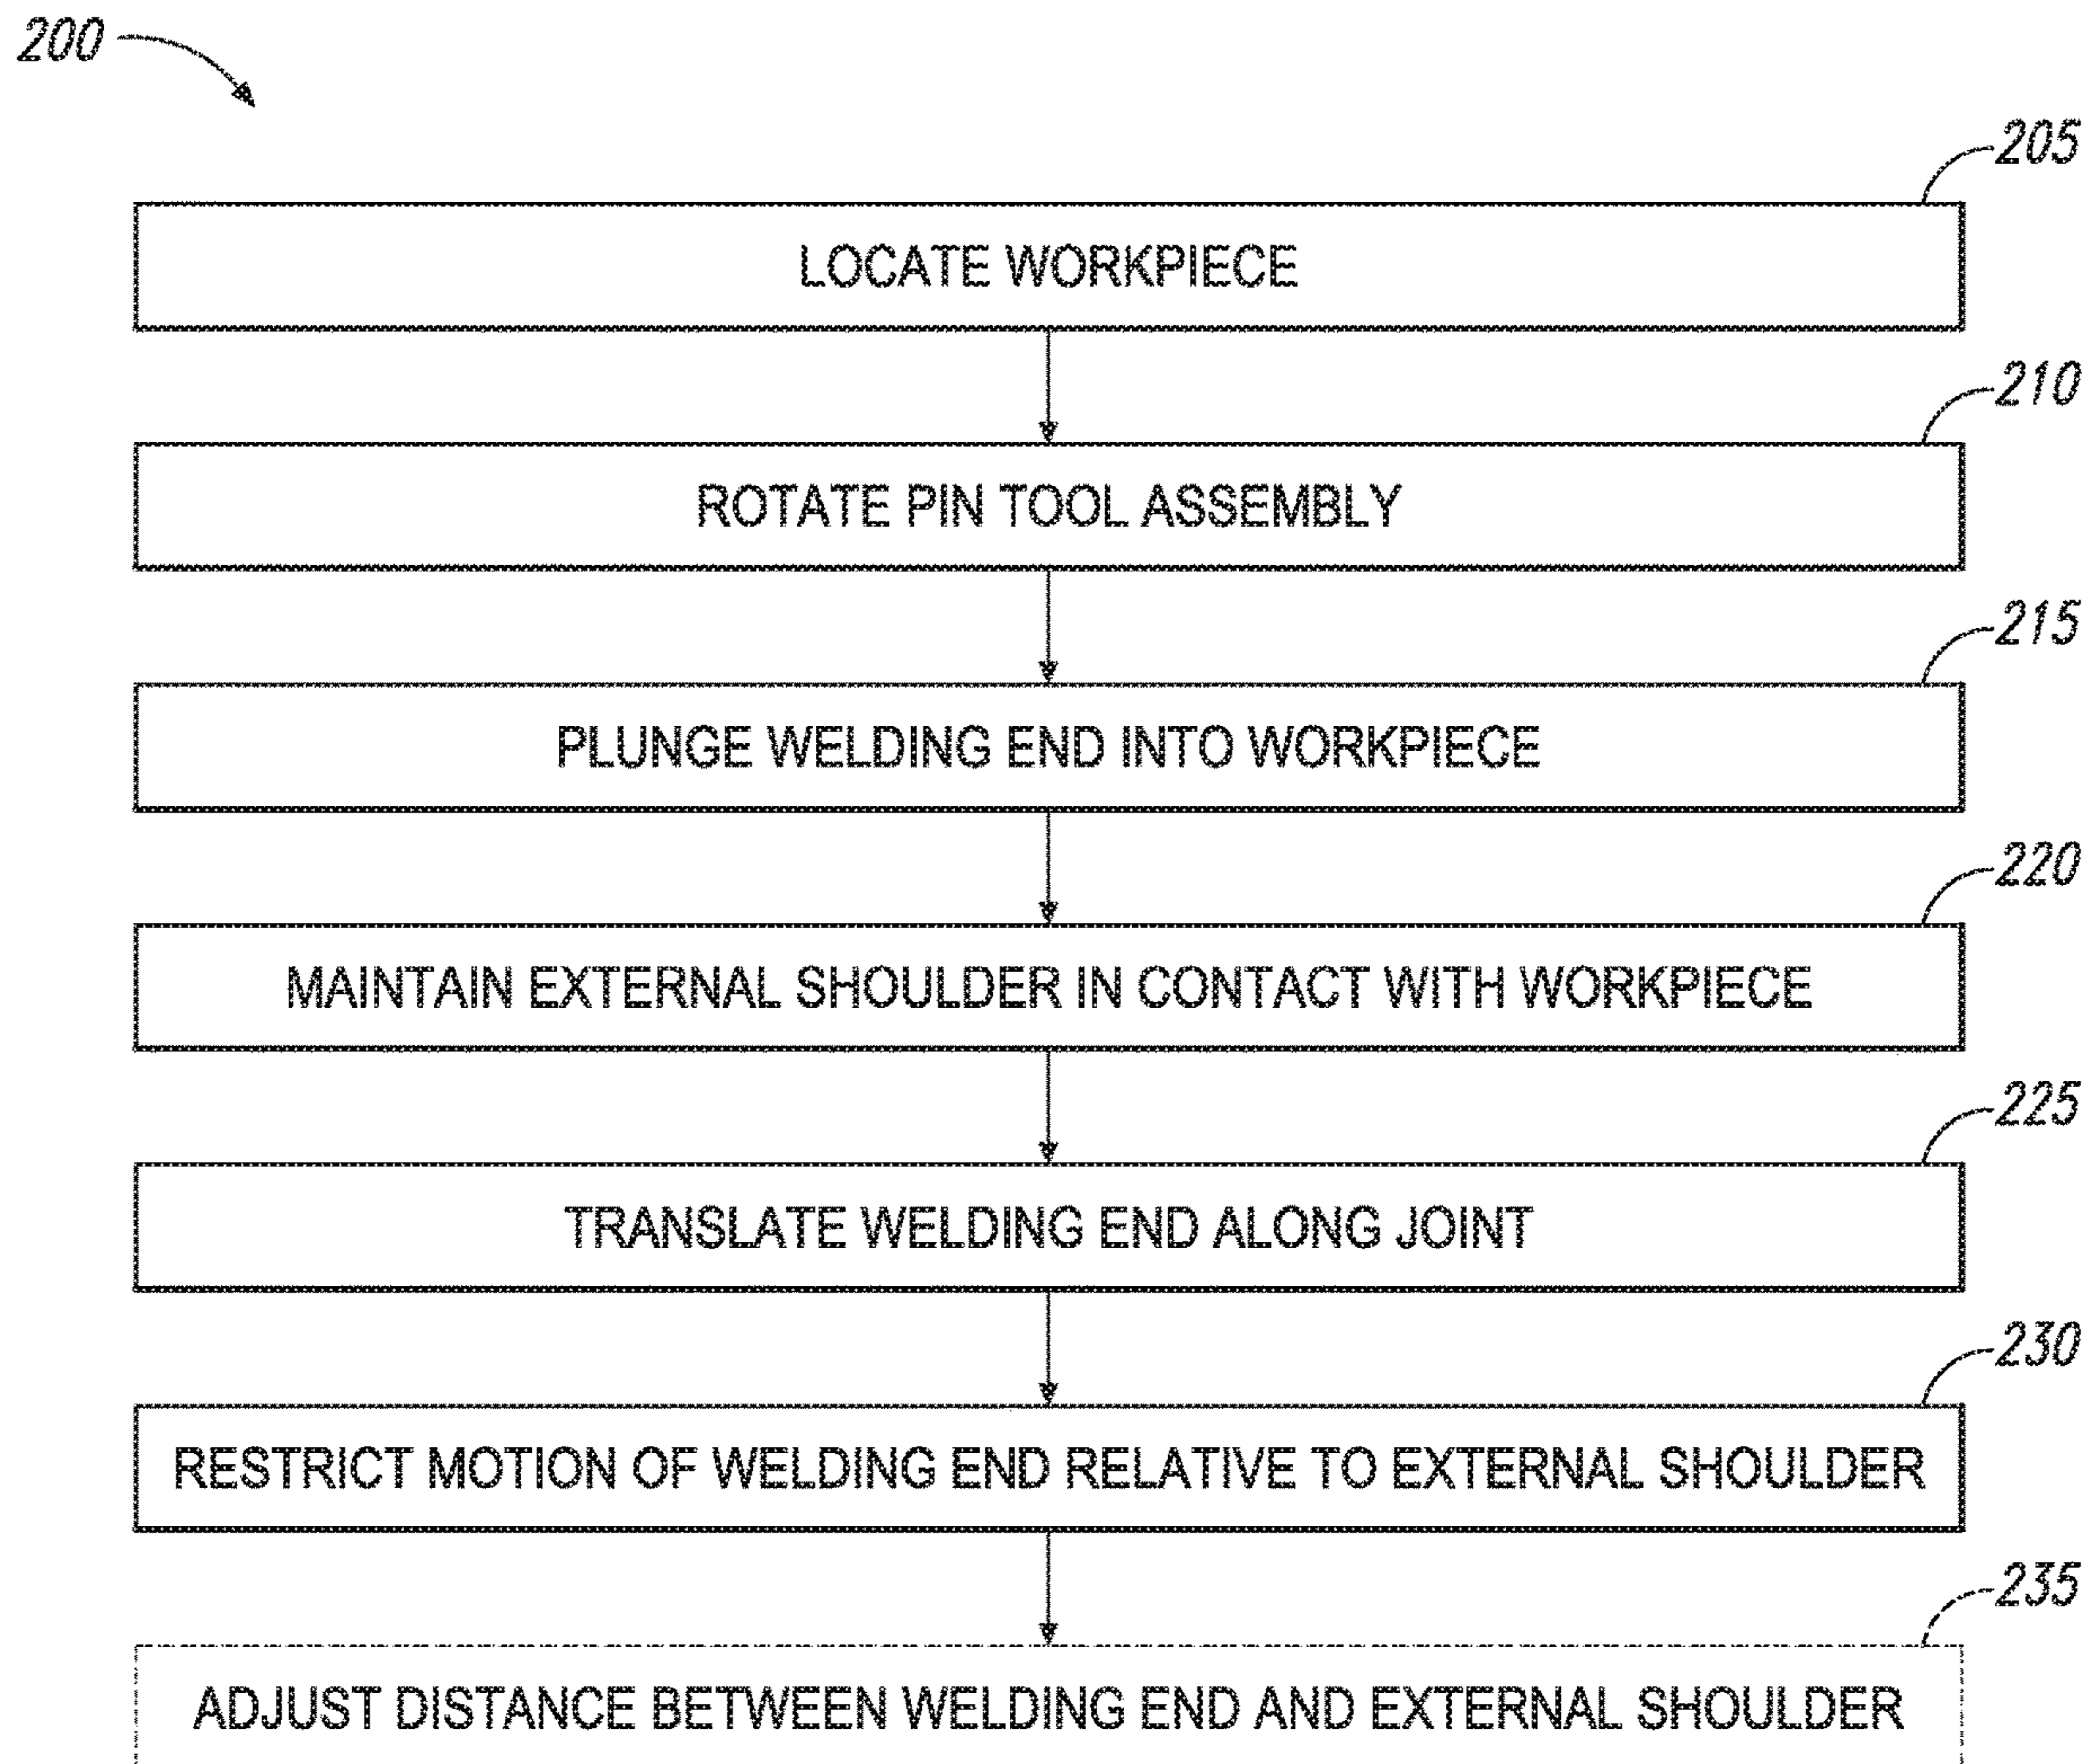 200
205
LOCATE WORKPIECE
210
ROTATE PIN TOOL ASSEMBLY
215
PLUNGE WELDING END INTO WORKPIECE
220
MAINTAIN EXTERNAL SHOULDER IN CONTACT WITH WORKPIECE
225
TRANSLATE WELDING END ALONG JOINT
230
RESTRICT MOTION OF WELDING END RELATIVE TO EXTERNAL SHOULDER
235
ADJUST DISTANCE BETWEEN WELDING END AND EXTERNAL SHOULDER